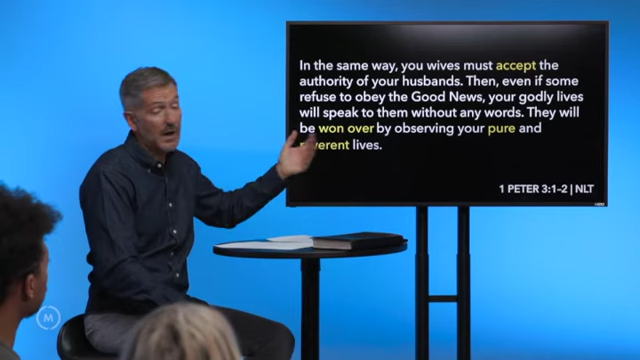 In the same way, you wives must accept the
authority of your husbands. Then, even if some
refuse to obey the Good News, your godly lives
will speak to them without any words. They will
be won over by observing your pure and
reverent lives.
1 PETER 3:1-2 | NLT
M